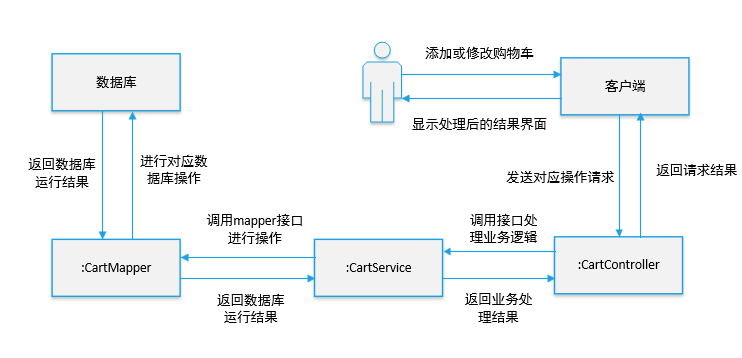 添加或修改购物车
数据库
客户端
显示处理后的结果界面
返回数据库
运行结果
进行对应数
据库操作
发送对应操作请求
返回请求结果
调用mapper接口
进行操作
调用接口处
理业务逻辑
:CartMapper
:CartService
:CartController
返回数据库
运行结果
返回业务处
理结果